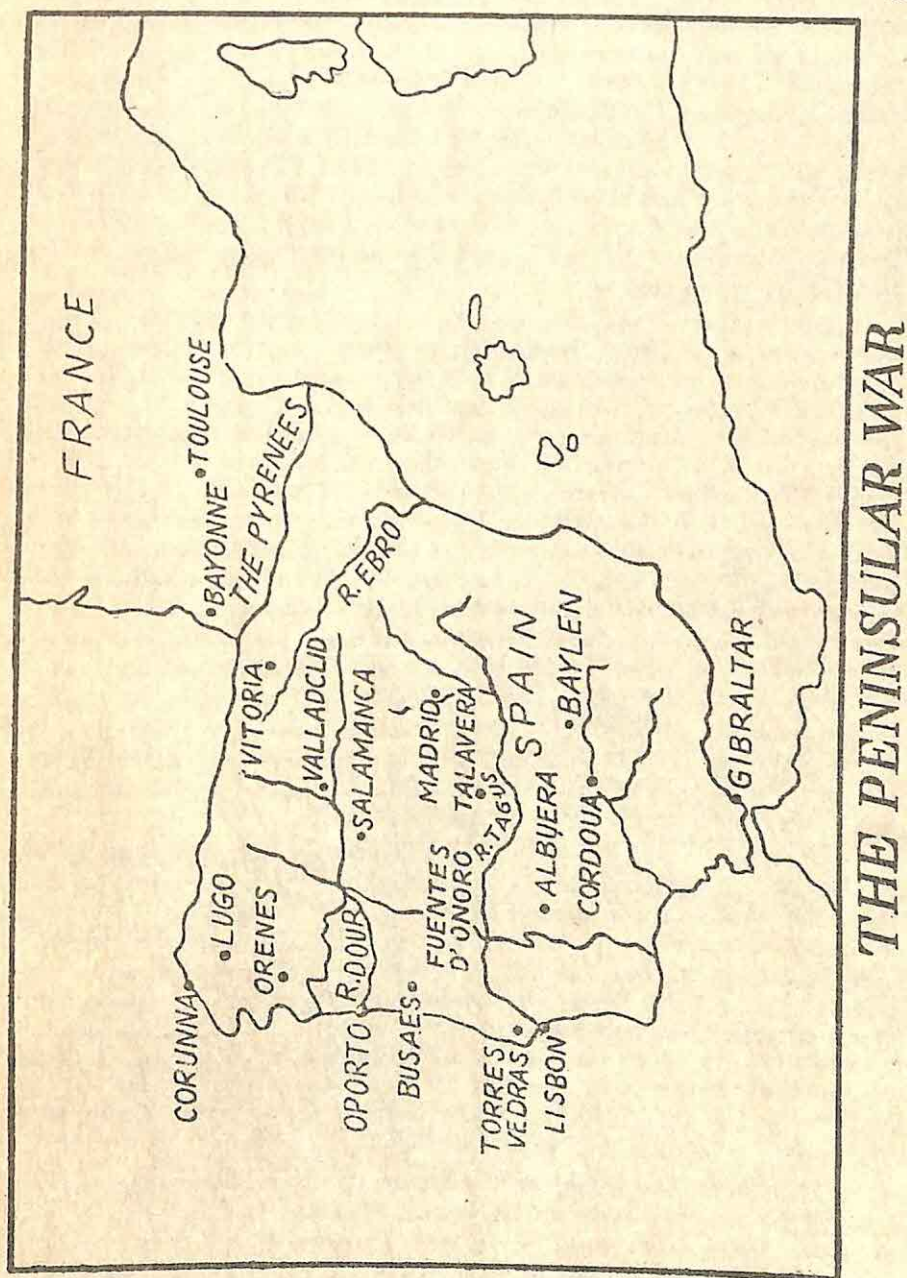 FRANCE
BAYONNE
TOULOUSE
THE PYRENEES
CORUNNA
LUGO
ORENES
VITORIA
R. EBRO
VALLADCLID
R. DOUR
OPORTO
SALAMANCA
BUSAES
FUENTES
D'ONORO
MADRID
TALAVERA
R. TAGUS
TORRES
VEDRAS
LISBON
SPAIN
ALBUERA
BAYLEN
CORDOUA
GIBRALTAR
THE PENINSULAR WAR